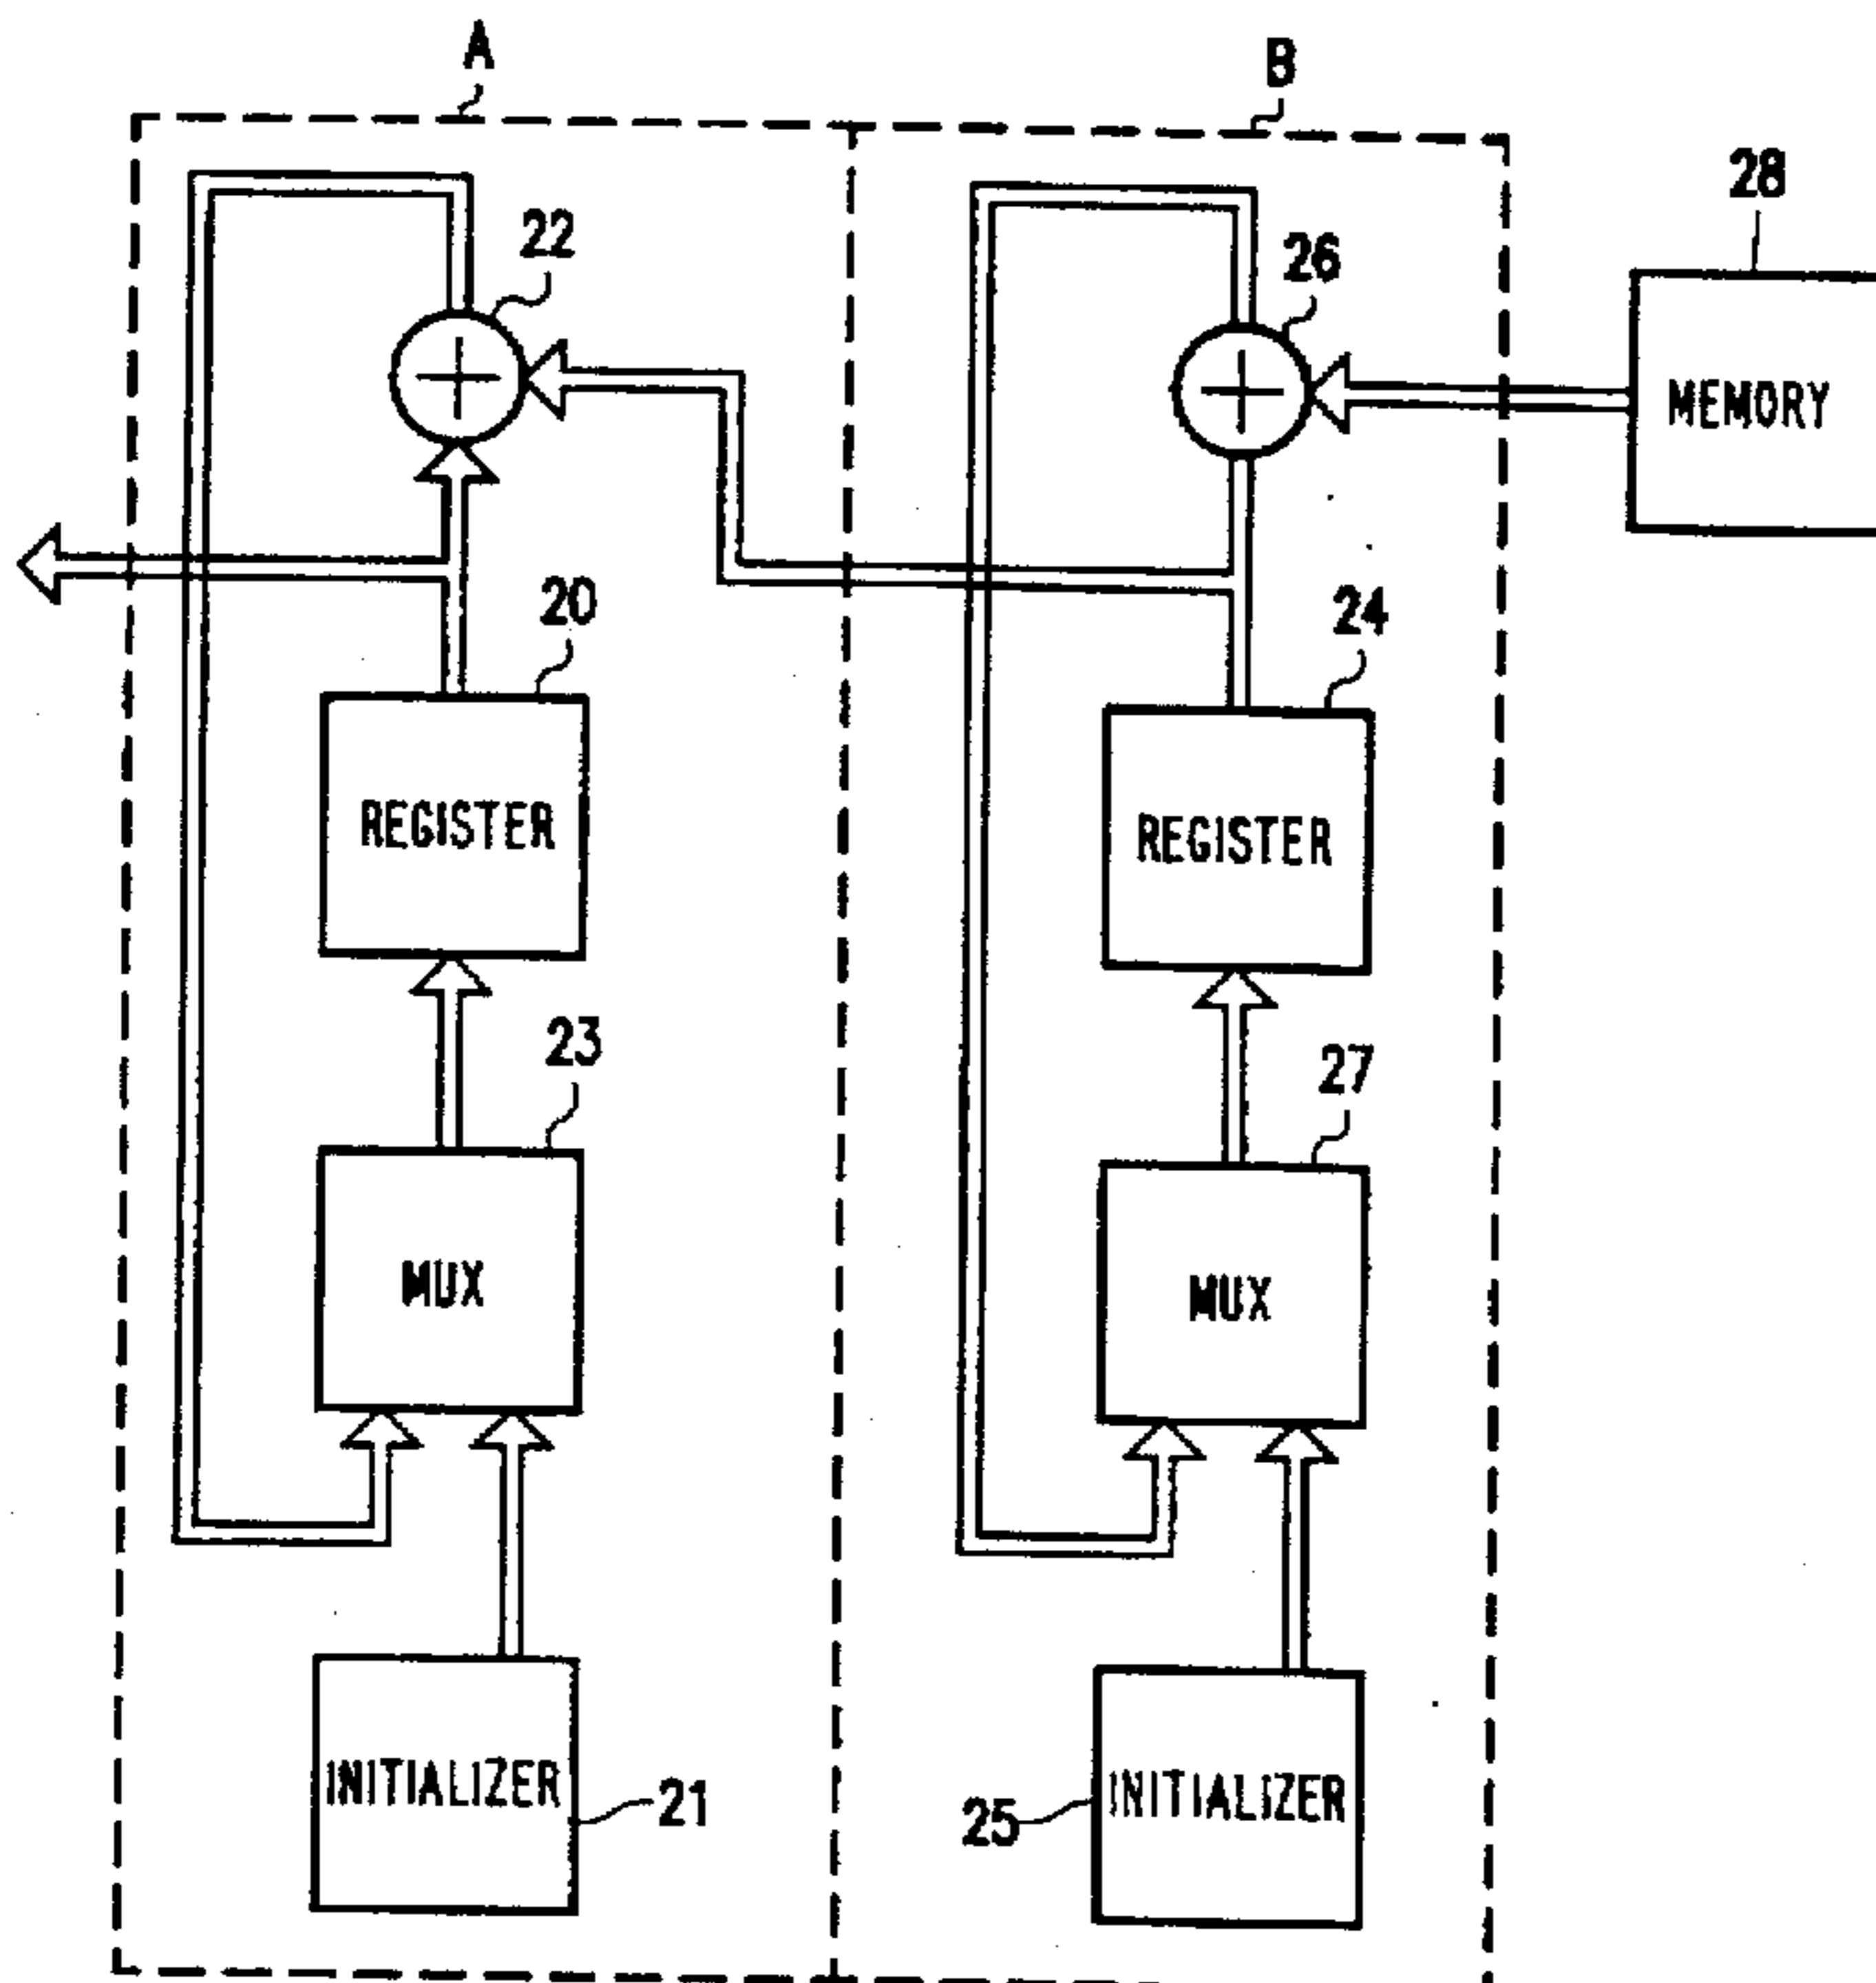 A
B
28
22
26
MEMORY
20
24
REGISTER
REGISTER
23
27
MUX
MUX
INITIALIZER
21
25
INITIALIZER